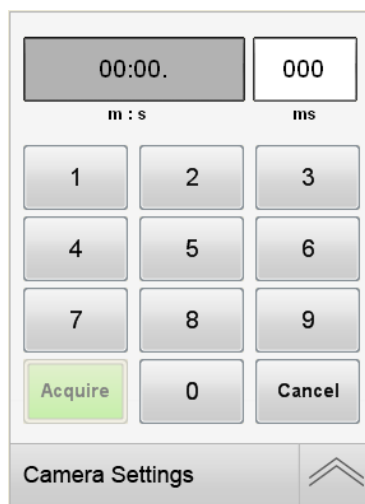 00:00. 000
m : s ms
1 2 3
4 5 6
7 8 9
Acquire 0 Cancel
Camera Settings